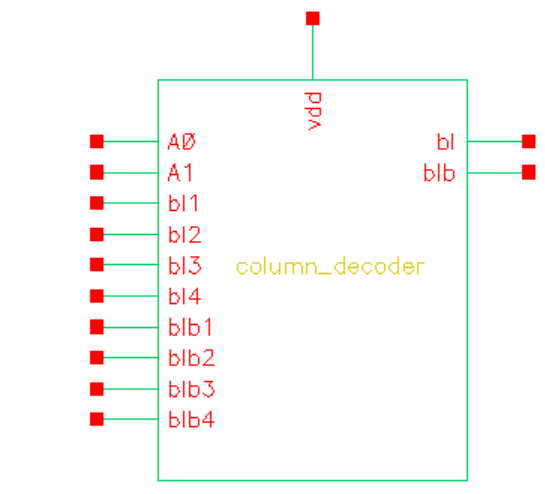 vdd
A0 bl
A1 blb
bl1
bl2
bl3 column_decoder
bl4
blb1
blb2
blb3
blb4